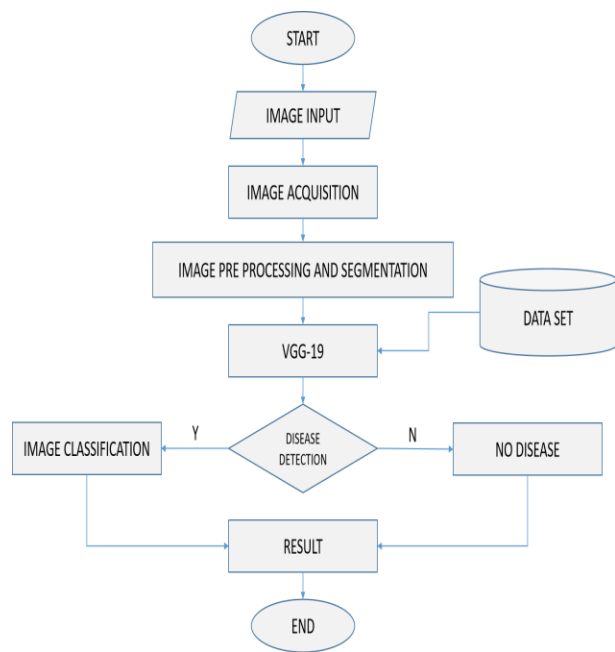 START
IMAGE INPUT
IMAGE ACQUISITION
IMAGE PRE PROCESSING AND SEGMENTATION
DATA SET
VGG-19
Y
N
IMAGE CLASSIFICATION
DISEASE
DETECTION
NO DISEASE
RESULT
END